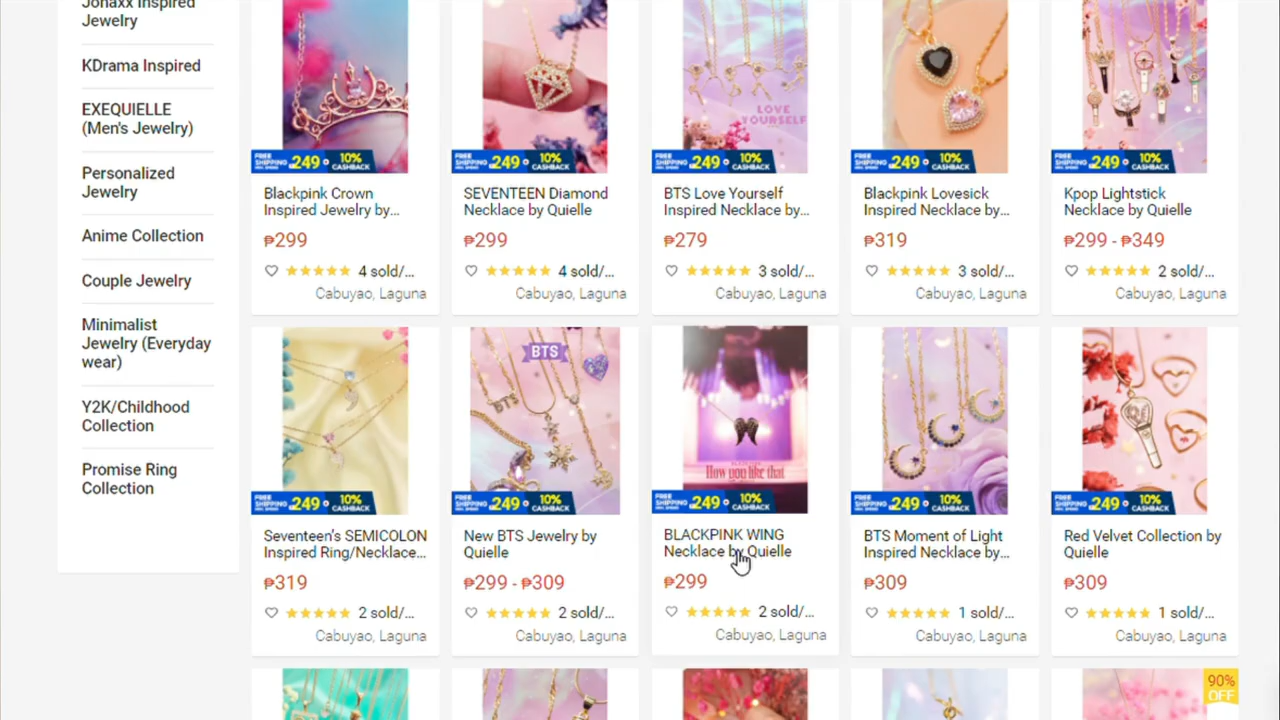 Jonaxx Inspired
Jewelry
KDrama Inspired
EXEQUIELLE
(Men's Jewelry)
Personalized
Jewelry
Anime Collection
Couple Jewelry
Minimalist
Jewelry (Everyday
wear)
Y2K/Childhood
Collection
Promise Ring
Collection
FREE SHIPPING ₱249 + 10% CASHBACK
FREE SHIPPING ₱249 + 10% CASHBACK
LOVE
YOURSELF
FREE SHIPPING ₱249 + 10% CASHBACK
FREE SHIPPING ₱249 + 10% CASHBACK
FREE SHIPPING ₱249 + 10% CASHBACK
Blackpink Crown
Inspired Jewelry by...
₱299
4 sold/...
Cabuyao, Laguna
SEVENTEEN Diamond
Necklace by Quielle
₱299
4 sold/...
Cabuyao, Laguna
BTS Love Yourself
Inspired Necklace by...
₱279
3 sold/...
Cabuyao, Laguna
Blackpink Lovesick
Inspired Necklace by...
₱319
3 sold/...
Cabuyao, Laguna
Kpop Lightstick
Necklace by Quielle
₱299 - ₱349
2 sold/...
Cabuyao, Laguna
FREE SHIPPING ₱249 + 10% CASHBACK
Seventeen's SEMICOLON
Inspired Ring/Necklace...
₱319
2 sold/...
Cabuyao, Laguna
BTS
BTS
FREE SHIPPING ₱249 + 10% CASHBACK
New BTS Jewelry by
Quielle
₱299 - ₱309
2 sold/...
Cabuyao, Laguna
How you like that
FREE SHIPPING ₱249 + 10% CASHBACK
BLACKPINK WING
Necklace by Quielle
₱299
2 sold/...
Cabuyao, Laguna
FREE SHIPPING ₱249 + 10% CASHBACK
BTS Moment of Light
Inspired Necklace by...
₱309
1 sold/...
Cabuyao, Laguna
FREE SHIPPING ₱249 + 10% CASHBACK
Red Velvet Collection by
Quielle
₱309
1 sold/...
Cabuyao, Laguna
90%
OFF